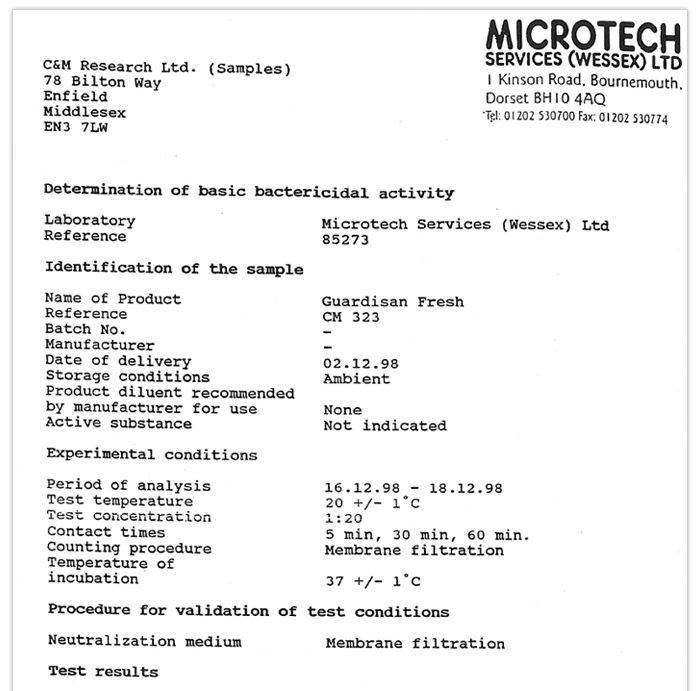 MICROTECH
SERVICES (WESSEX) LTD
1 Kinson Road, Bournemouth,
Dorset BH10 4AQ
Tel: 01202 530700 Fax: 01202 530774
C&M Research Ltd. (Samples)
78 Bilton Way
Enfield
Middlesex
EN3 7LW
Determination of basic bactericidal activity
Laboratory Microtech Services (Wessex) Ltd
Reference 85273
Identification of the sample
Name of Product Guardisan Fresh
Reference CM 323
Batch No. –
Manufacturer –
Date of delivery 02.12.98
Storage conditions Ambient
Product diluent recommended
by manufacturer for use None
Active substance Not indicated
Experimental conditions
Period of analysis 16.12.98 – 18.12.98
Test temperature 20 +/- 1°C
Test concentration 1:20
Contact times 5 min, 30 min, 60 min.
Counting procedure Membrane filtration
Temperature of
incubation 37 +/- 1°C
Procedure for validation of test conditions
Neutralization medium Membrane filtration
Test results